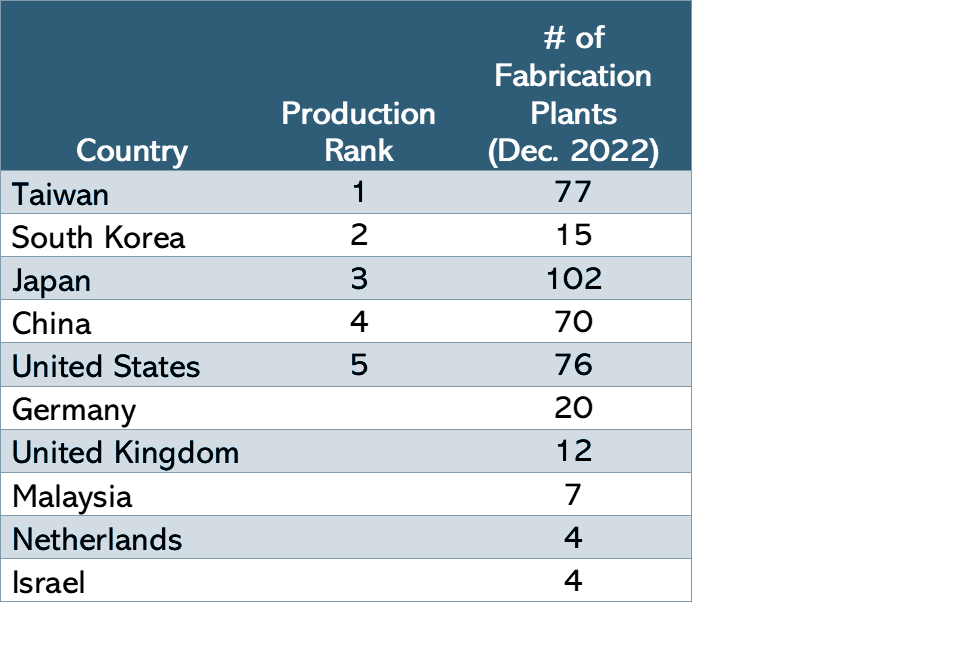 Country Production Rank # of Fabrication Plants (Dec. 2022)
Taiwan 1 77
South Korea 2 15
Japan 3 102
China 4 70
United States 5 76
Germany 20
United Kingdom 12
Malaysia 7
Netherlands 4
Israel 4